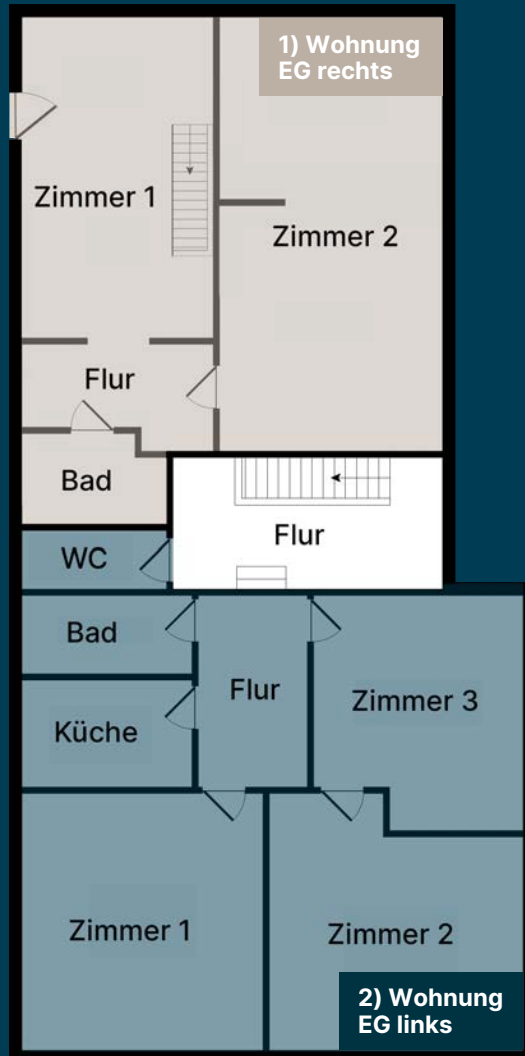 1) Wohnung
EG rechts
Zimmer 1
Zimmer 2
Flur
Bad
Flur
WC
Bad
Flur
Zimmer 3
Küche
Zimmer 1
Zimmer 2
2) Wohnung
EG links